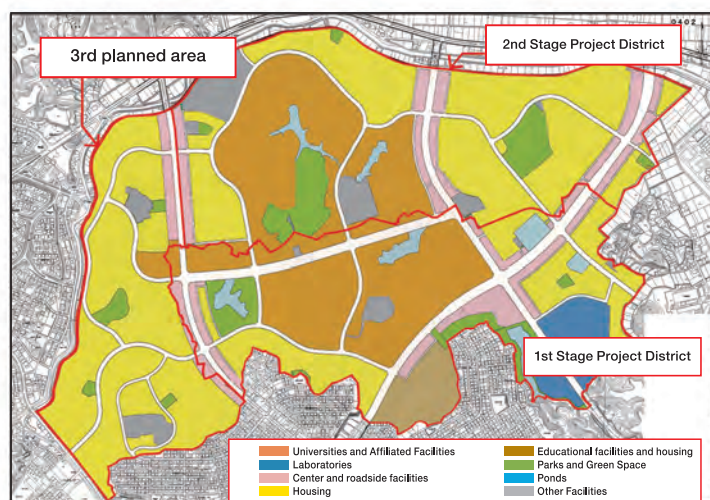 0402
3rd planned area
2nd Stage Project District
1st Stage Project District
Universities and Affiliated Facilities
Laboratories
Center and roadside facilities
Housing
Educational facilities and housing
Parks and Green Space
Ponds
Other Facilities